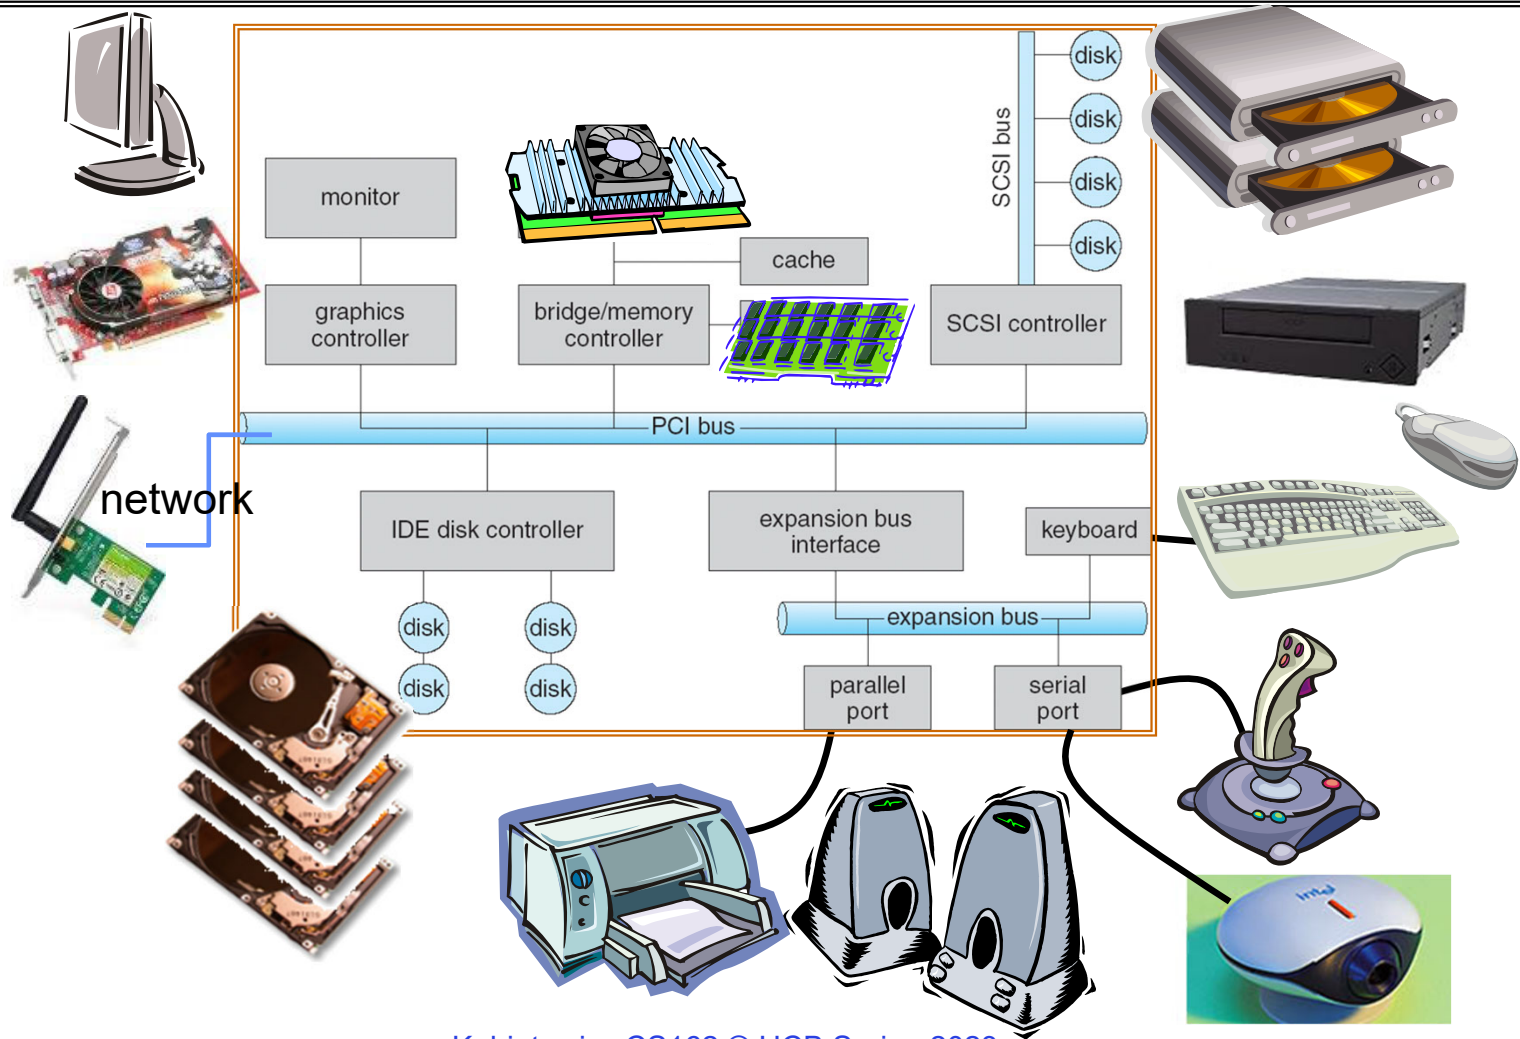 disk
disk
disk
disk
SCSI bus
monitor
cache
graphics
controller
bridge/memory
controller
SCSI controller
PCI bus
network
IDE disk controller
expansion bus
interface
keyboard
disk
disk
expansion bus
disk
disk
parallel
port
serial
port
intel